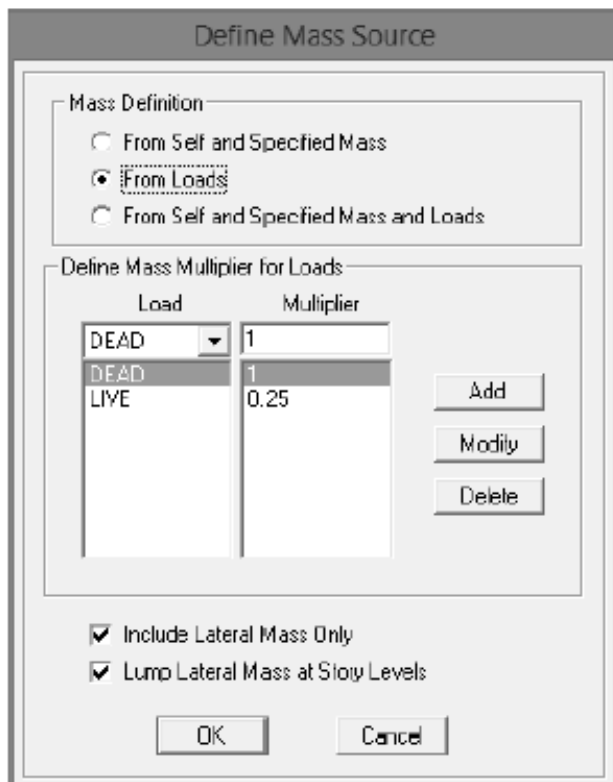 Define Mass Source
Mass Definition
From Self and Specified Mass
From Loads
From Self and Specified Mass and Loads
Define Mass Multiplier for Loads
Load Multiplier
DEAD 1
DEAD 1
LIVE 0.25
Add
Modify
Delete
Include Lateral Mass Only
Lump Lateral Mass at Story Levels
OK Cancel